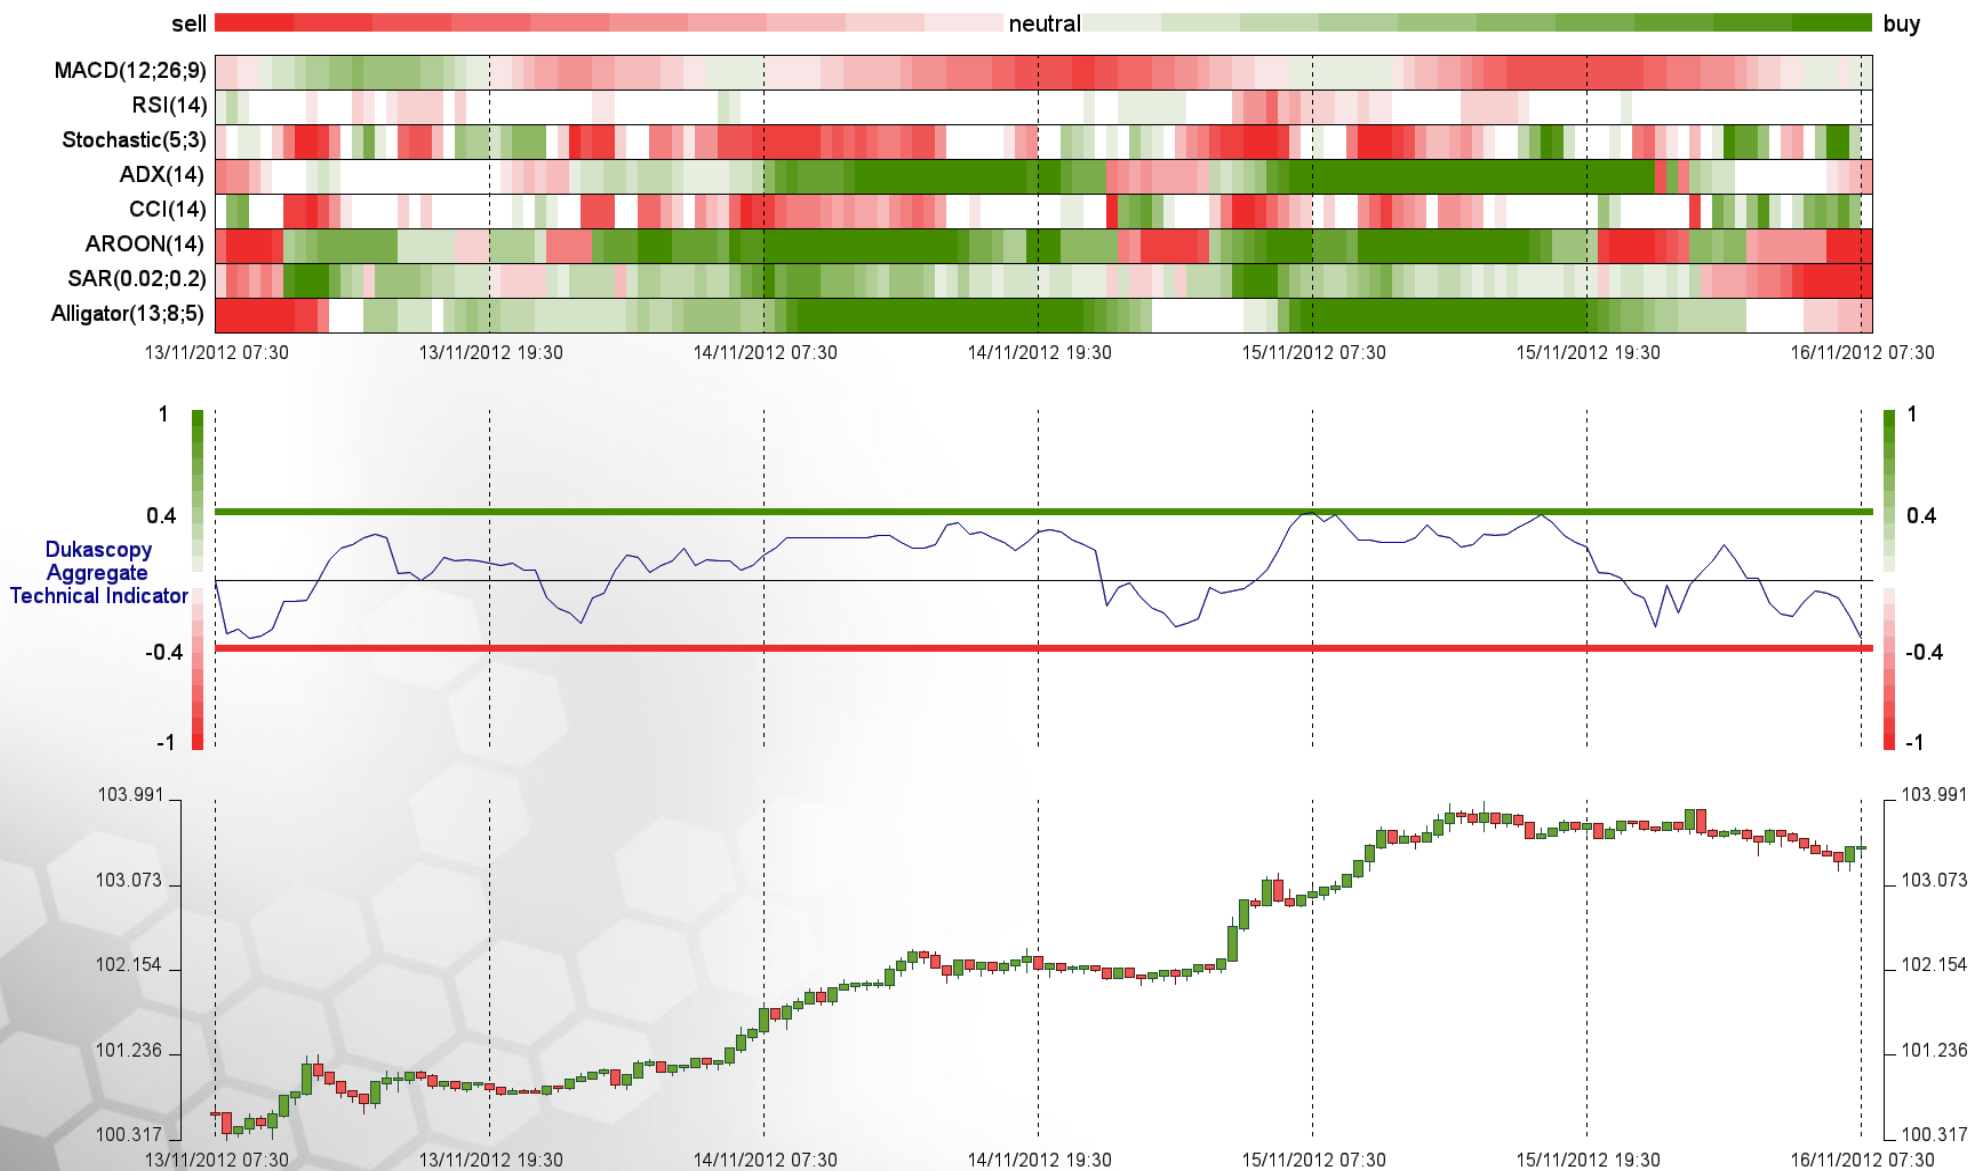 sell neutral buy
MACD(12;26;9)
RSI(14)
Stochastic(5;3)
ADX(14)
CCI(14)
AROON(14)
SAR(0.02;0.2)
Alligator(13;8;5)
13/11/2012 07:30 13/11/2012 19:30 14/11/2012 07:30 14/11/2012 19:30 15/11/2012 07:30 15/11/2012 19:30 16/11/2012 07:30
1 1
0.4 0.4
Dukascopy
Aggregate
Technical Indicator
-0.4 -0.4
-1 -1
103.991 103.991
103.073 103.073
102.154 102.154
101.236 101.236
100.317 100.317
13/11/2012 07:30 13/11/2012 19:30 14/11/2012 07:30 14/11/2012 19:30 15/11/2012 07:30 15/11/2012 19:30 16/11/2012 07:30